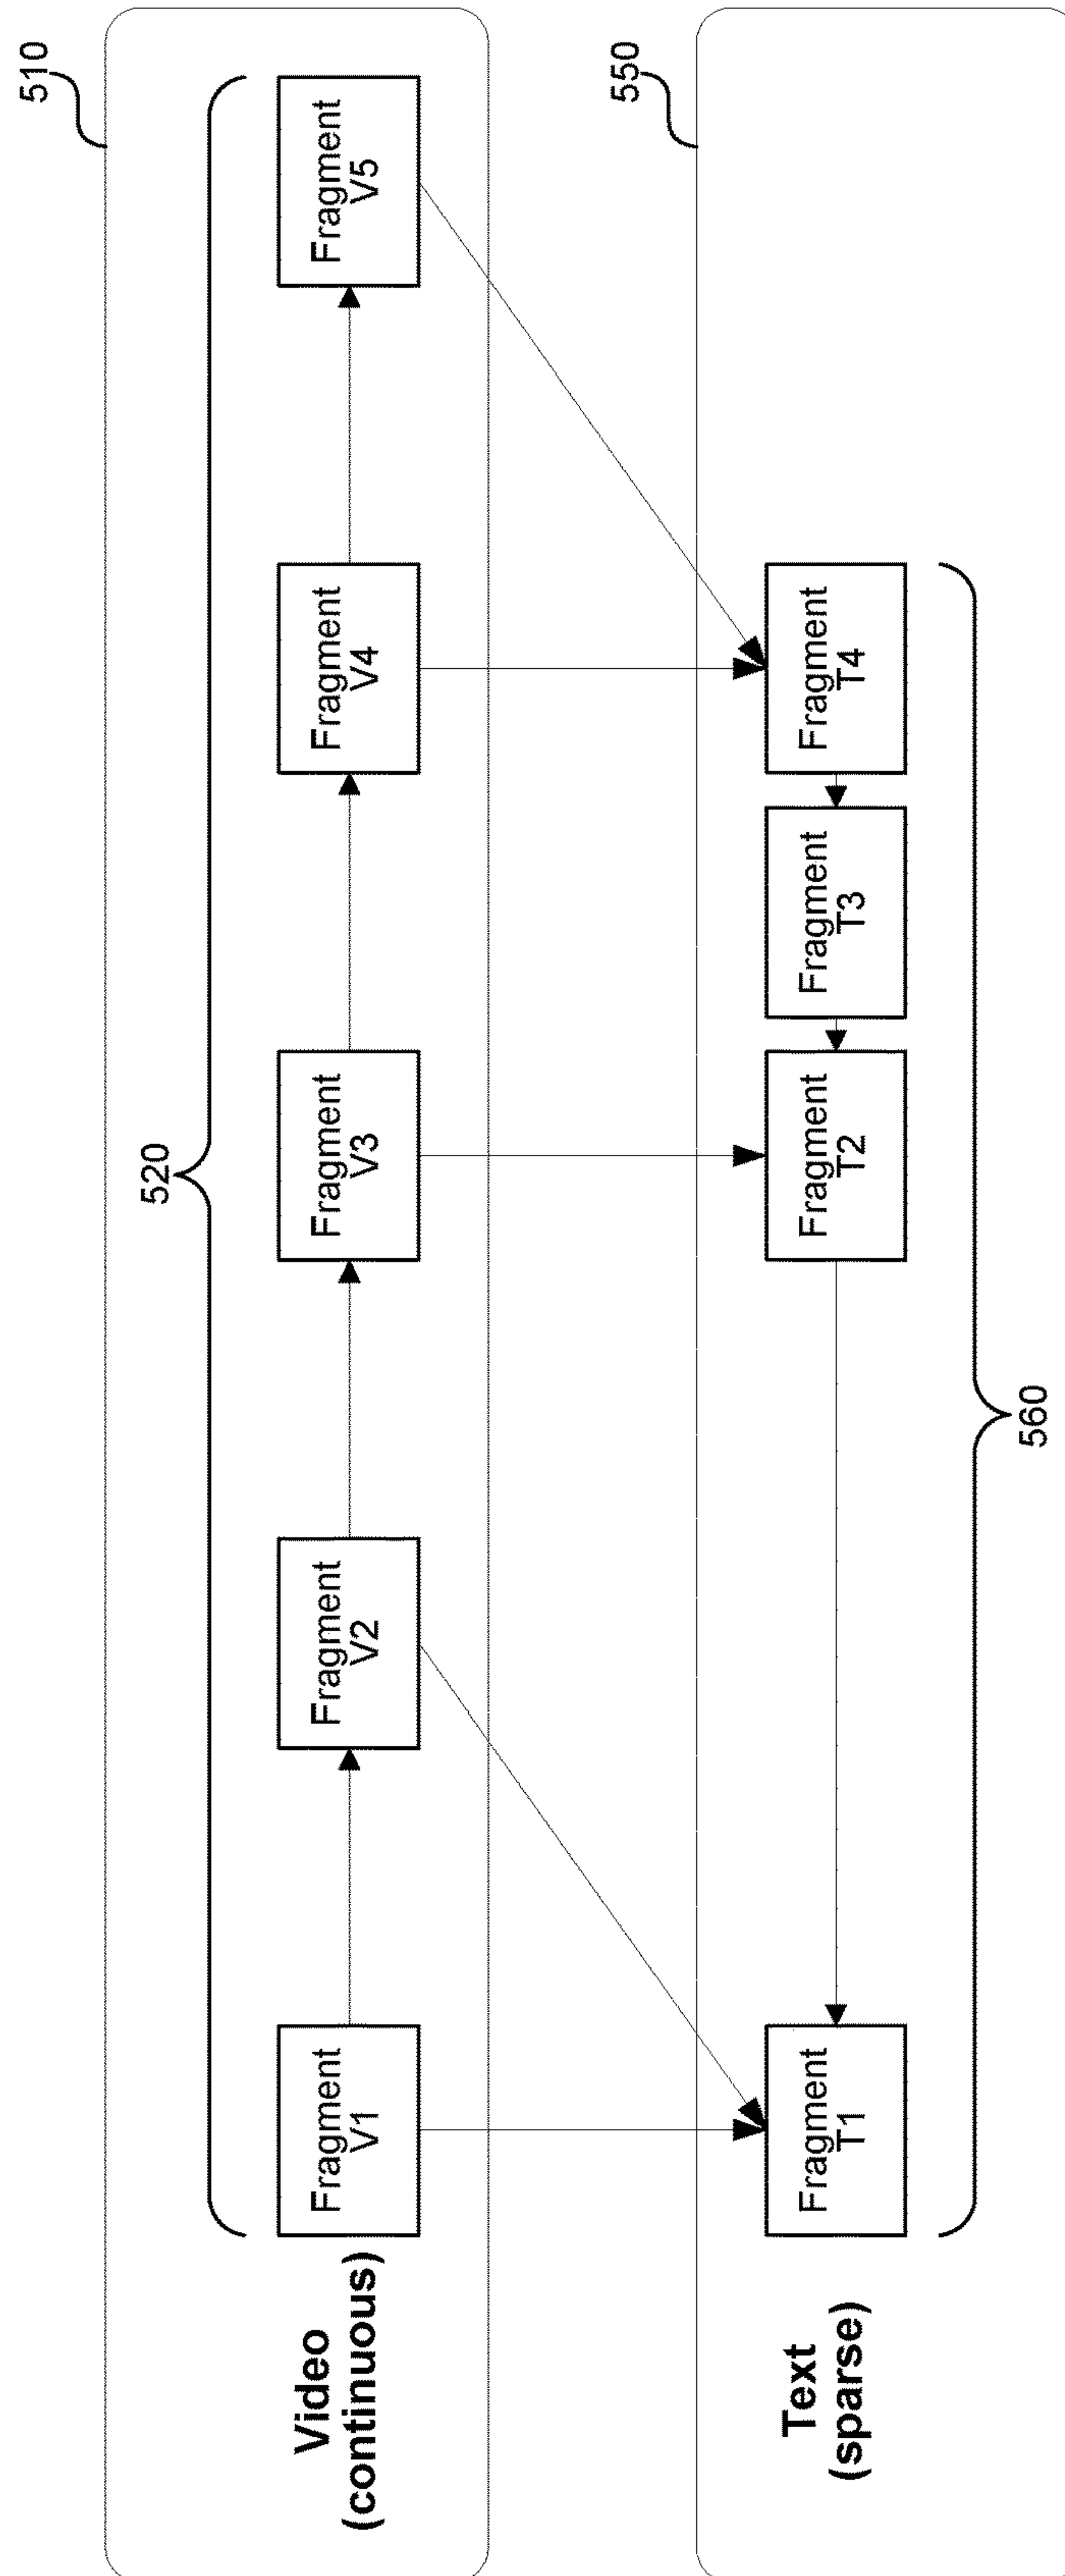 510
520
Video
(continuous)
Fragment
V1
Fragment
V2
Fragment
V3
Fragment
V4
Fragment
V5
550
Text
(sparse)
Fragment
T1
Fragment
T2
Fragment
T3
Fragment
T4
560